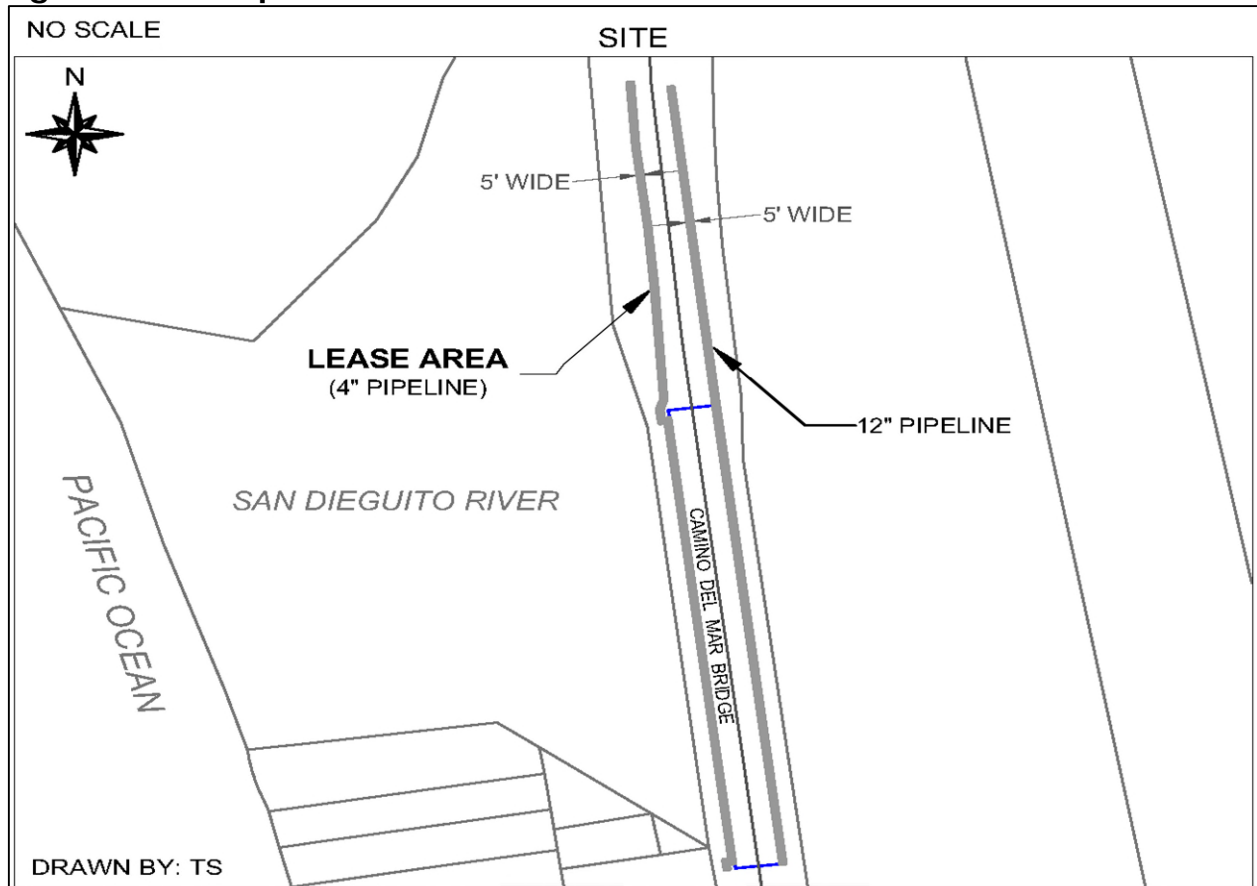 NO SCALE
SITE
N
5' WIDE
5' WIDE
LEASE AREA
(4" PIPELINE)
12" PIPELINE
SAN DIEGUITO RIVER
PACIFIC OCEAN
CAMINO DEL MAR BRIDGE
DRAWN BY: TS